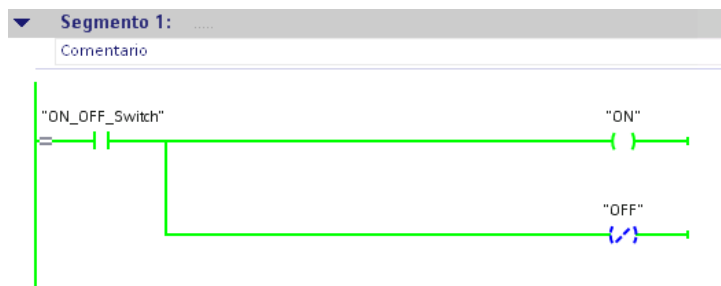 Segmento 1: .....
Comentario
"ON_OFF_Switch"
"ON"
"OFF"